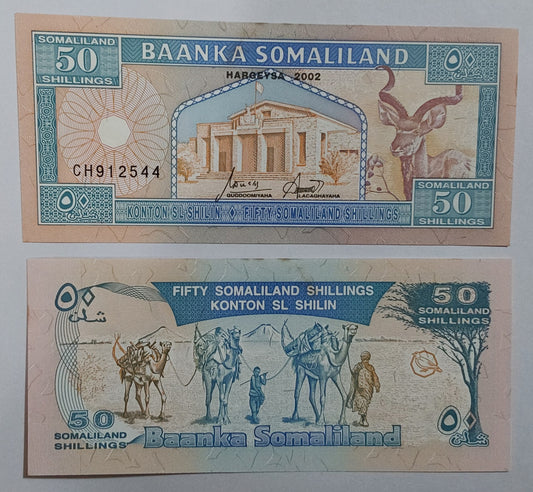 SOMALILAND
50
SHILLINGS
BAANKA SOMALILAND
HARGEYSA - 2002
٥٠
CH912544
GUDDOOMIYAHA
LACAGHAYAHA
٥٠
KONTON SL SHILIN ◇ FIFTY SOMALILAND SHILLINGS
SOMALILAND
50
SHILLINGS
٥٠
شلن
FIFTY SOMALILAND SHILLINGS
KONTON SL SHILIN
50
SOMALILAND
SHILLINGS
50
SOMALILAND
SHILLINGS
Baanka Somaliland
٥٠
شلن